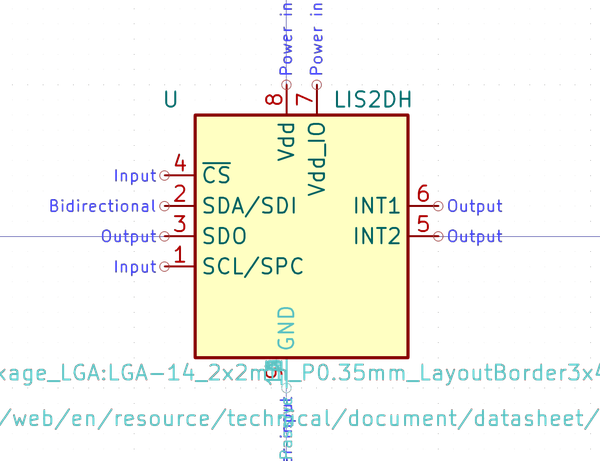 Power in
Power in
U
LIS2DH
8
7
Vdd
Vdd_IO
Input
4
CS
Bidirectional
2
SDA/SDI
INT1
6
Output
Output
3
SDO
INT2
5
Output
Input
1
SCL/SPC
GND
kage_LGA:LGA-14_2x2mm_P0.35mm_LayoutBorder3x4
/web/en/resource/technical/document/datasheet/